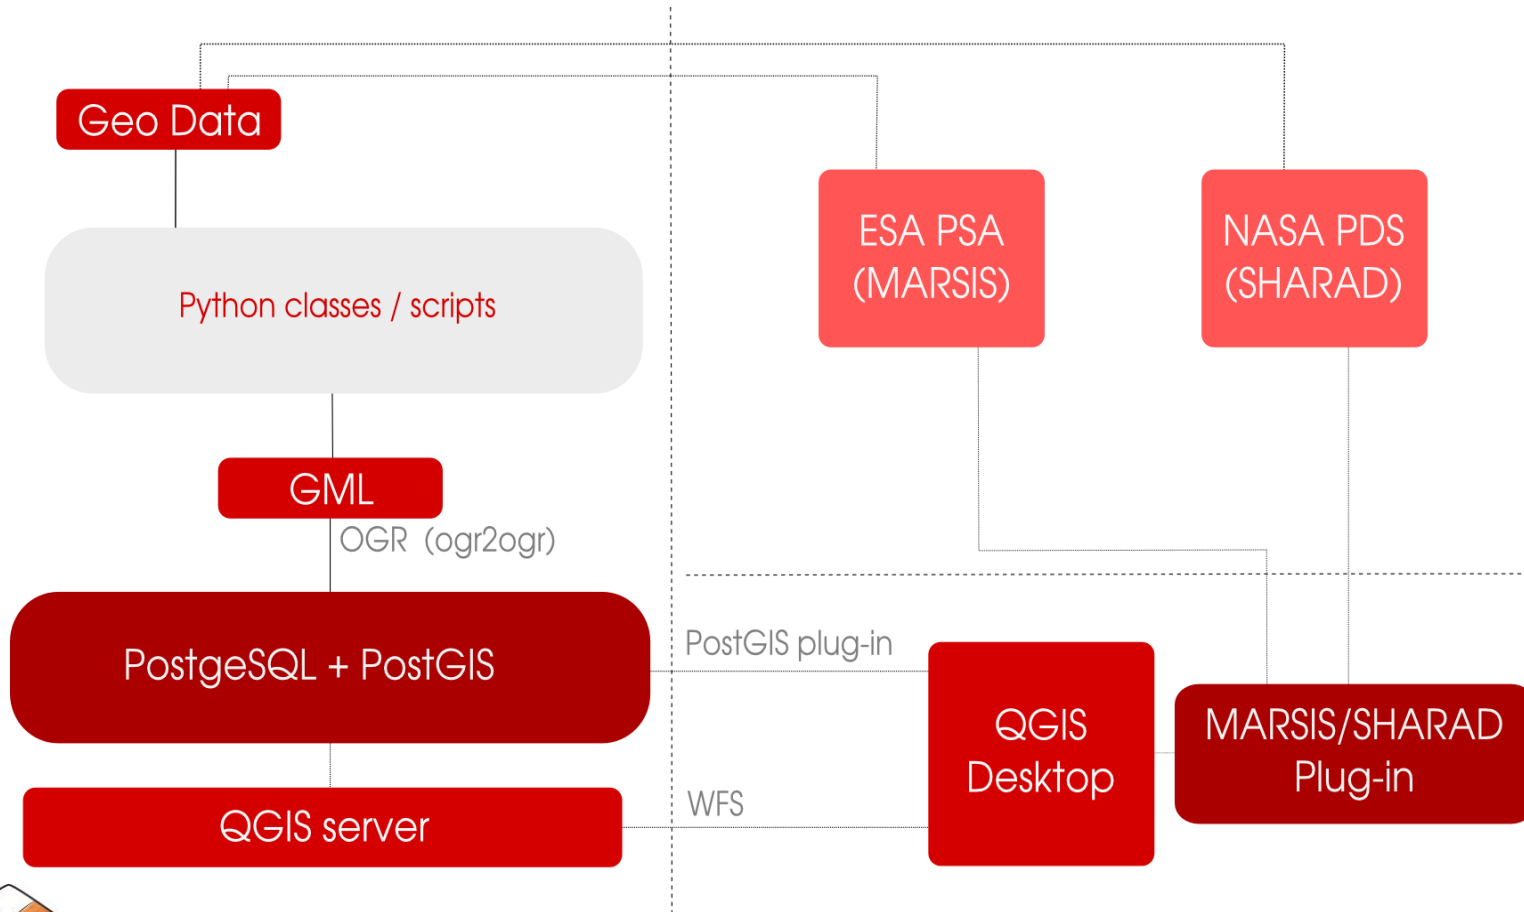 Geo Data
ESA PSA
(MARSIS)
NASA PDS
(SHARAD)
Python classes / scripts
GML
OGR (ogr2ogr)
PostgeSQL + PostGIS
PostGIS plug-in
QGIS
Desktop
MARSIS/SHARAD
Plug-in
WFS
QGIS server